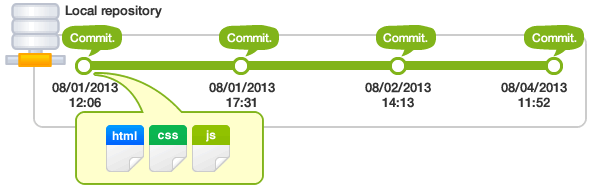 Local repository
Commit. Commit. Commit. Commit.
08/01/2013 08/01/2013 08/02/2013 08/04/2013
12:06 17:31 14:13 11:52
html css js